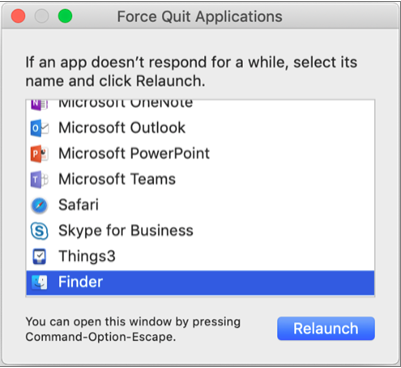 Force Quit Applications
If an app doesn't respond for a while, select its
name and click Relaunch.
Microsoft OneNote
Microsoft Outlook
Microsoft PowerPoint
Microsoft Teams
Safari
Skype for Business
Things3
Finder
You can open this window by pressing
Command-Option-Escape.
Relaunch